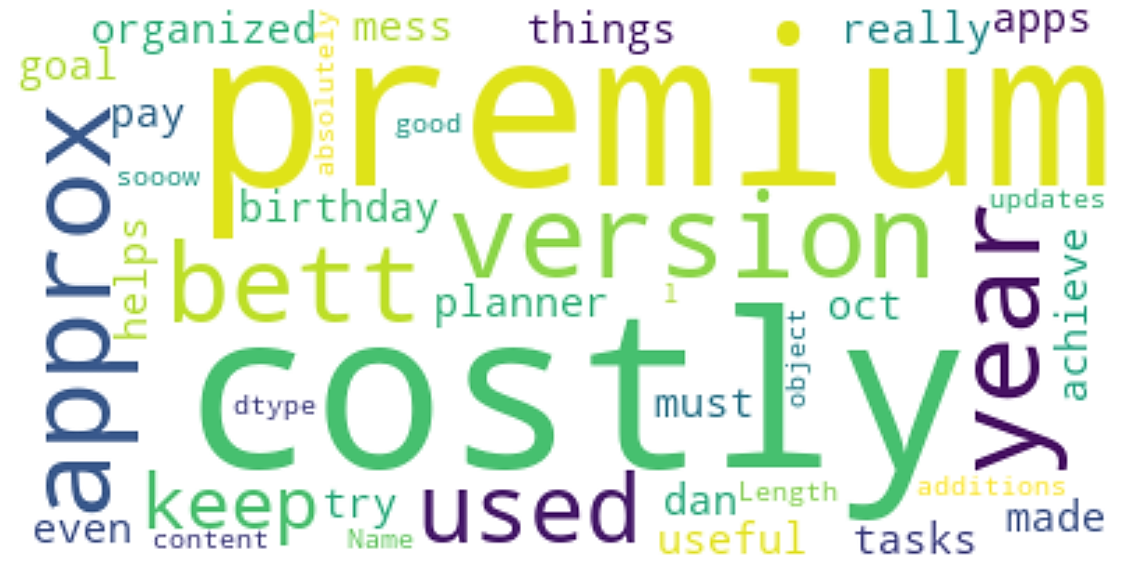 organized
mess
things
really
apps
goal
premium
absolutely
pay
good
approx
sooow
birthday
version
updates
year
helps
bett
planner
l
oct
achieve
costly
object
dtype
must
keep
try
used
dan
Length
additions
even
content
Name
useful
tasks
made